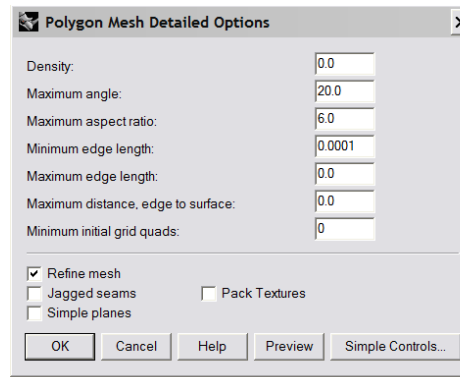 Polygon Mesh Detailed Options
Density: 0.0
Maximum angle: 20.0
Maximum aspect ratio: 6.0
Minimum edge length: 0.0001
Maximum edge length: 0.0
Maximum distance, edge to surface: 0.0
Minimum initial grid quads: 0
Refine mesh
Jagged seams Pack Textures
Simple planes
OK Cancel Help Preview Simple Controls...